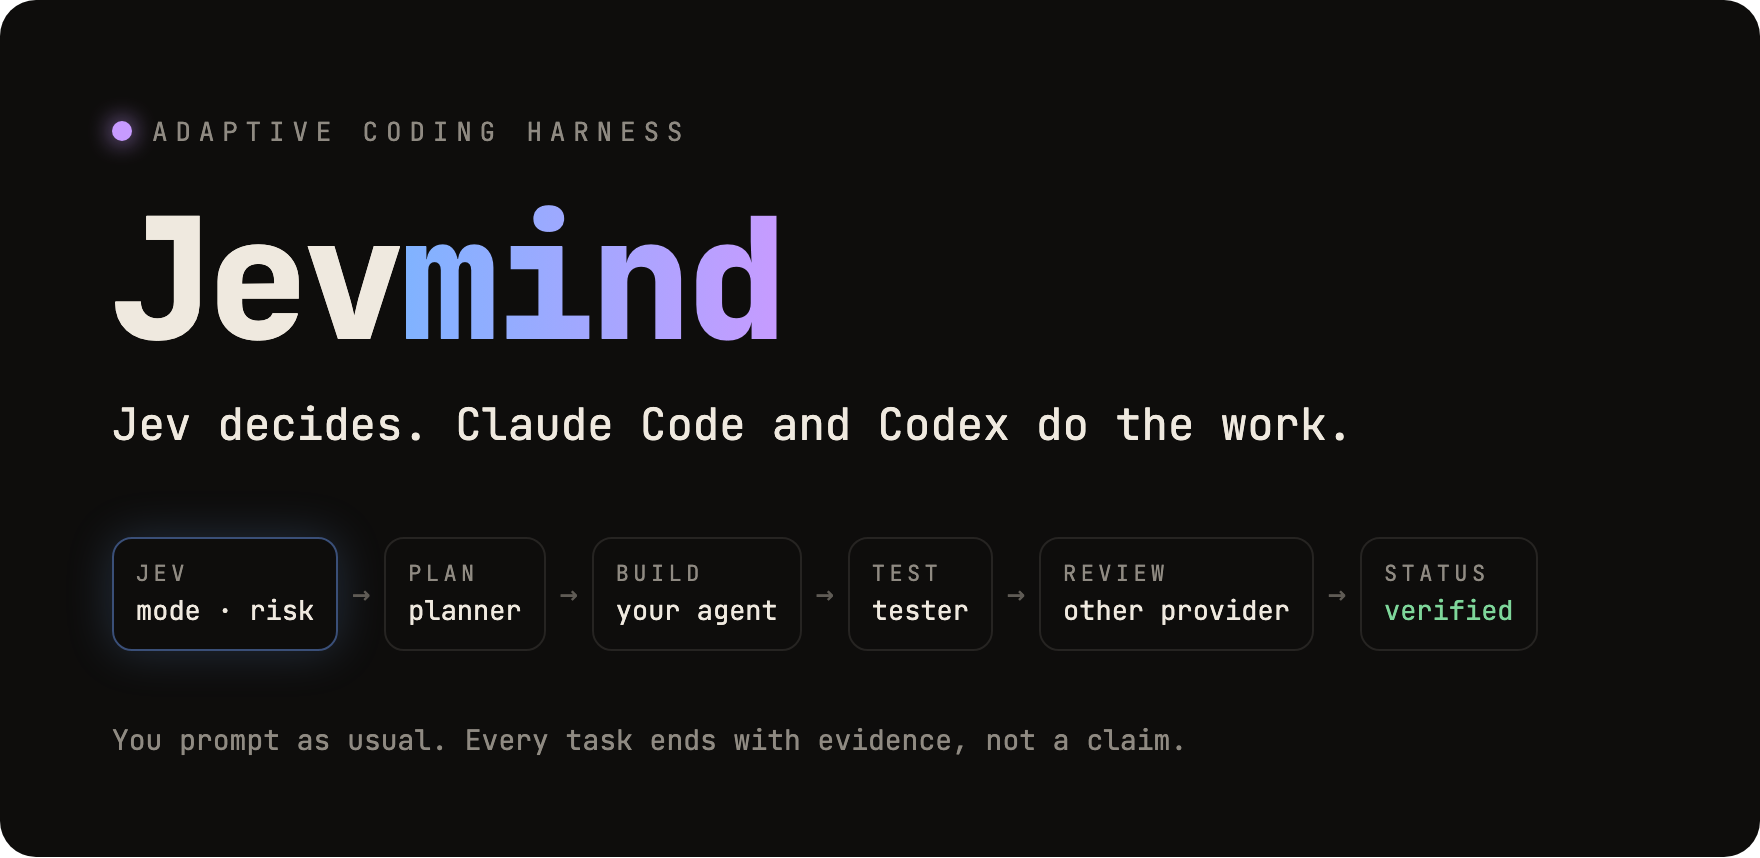 ADAPTIVE CODING HARNESS
Jevmind
Jev decides. Claude Code and Codex do the work.
JEV
mode · risk
→
PLAN
planner
→
BUILD
your agent
→
TEST
tester
→
REVIEW
other provider
→
STATUS
verified
You prompt as usual. Every task ends with evidence, not a claim.